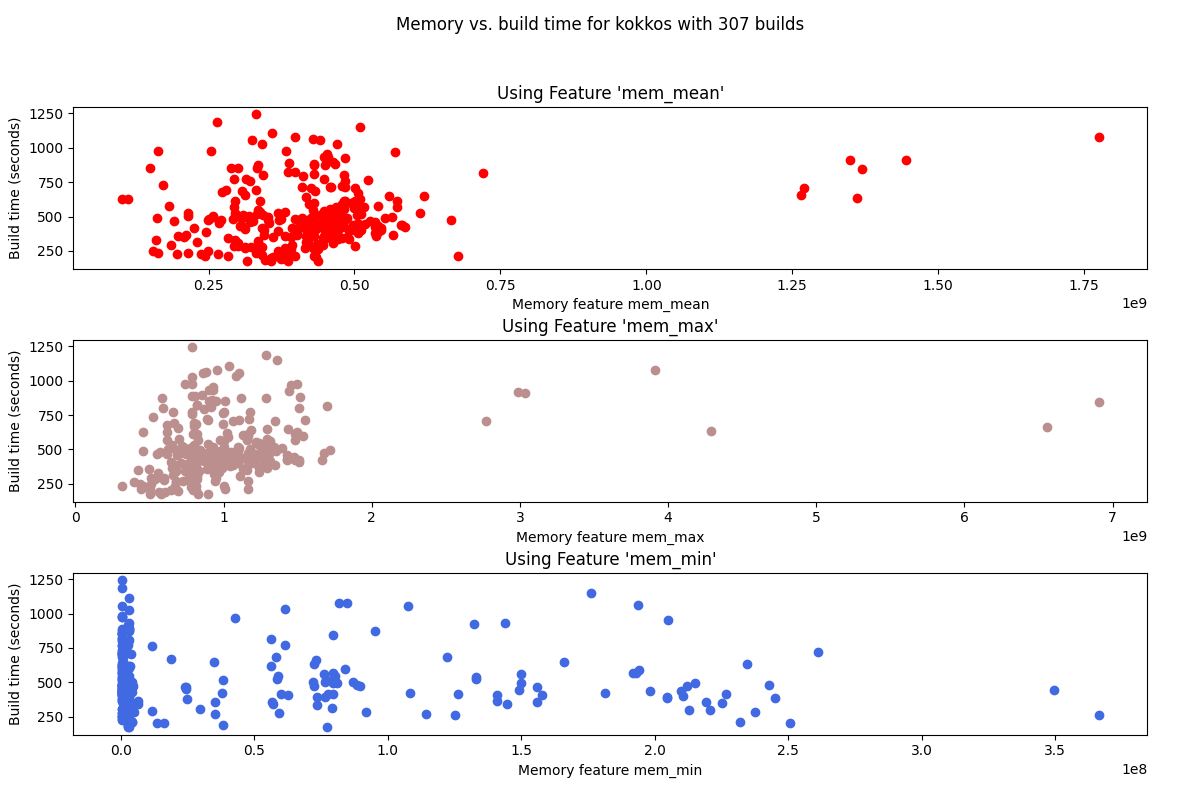 Memory vs. build time for kokkos with 307 builds
Using Feature 'mem_mean'
Build time (seconds)
1250
1000
750
500
250
0.25 0.50 0.75 1.00 1.25 1.50 1.75
1e9
Memory feature mem_mean
Using Feature 'mem_max'
Build time (seconds)
1250
1000
750
500
250
0 1 2 3 4 5 6 7
1e9
Memory feature mem_max
Using Feature 'mem_min'
Build time (seconds)
1250
1000
750
500
250
0.0 0.5 1.0 1.5 2.0 2.5 3.0 3.5
1e8
Memory feature mem_min